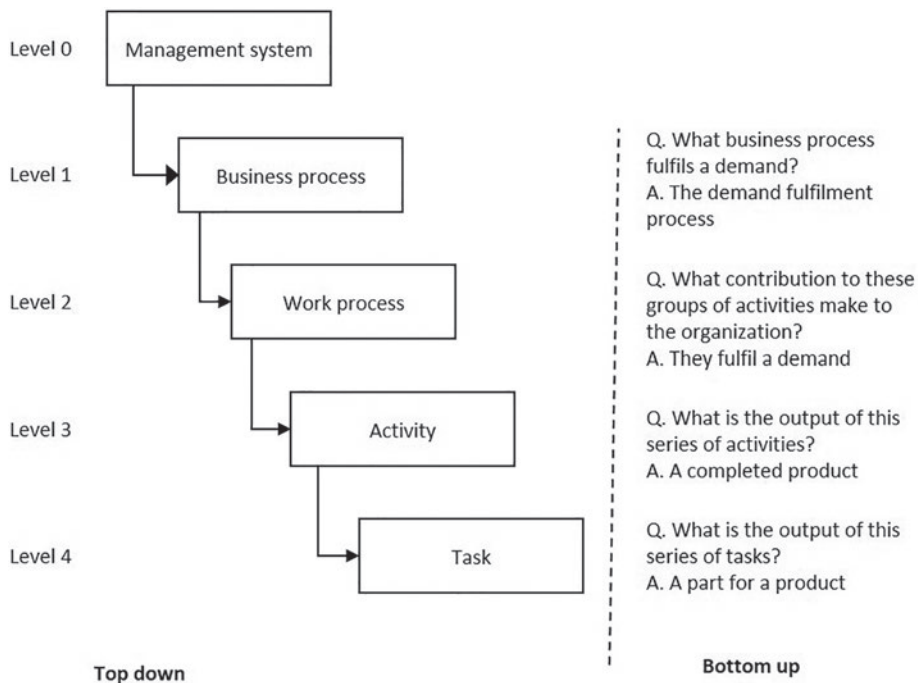 Level 0
Management system
Level 1
Business process
Q. What business process
fulfils a demand?
A. The demand fulfilment
process
Level 2
Work process
Q. What contribution to these
groups of activities make to
the organization?
A. They fulfil a demand
Level 3
Activity
Q. What is the output of this
series of activities?
A. A completed product
Level 4
Task
Q. What is the output of this
series of tasks?
A. A part for a product
Top down
Bottom up